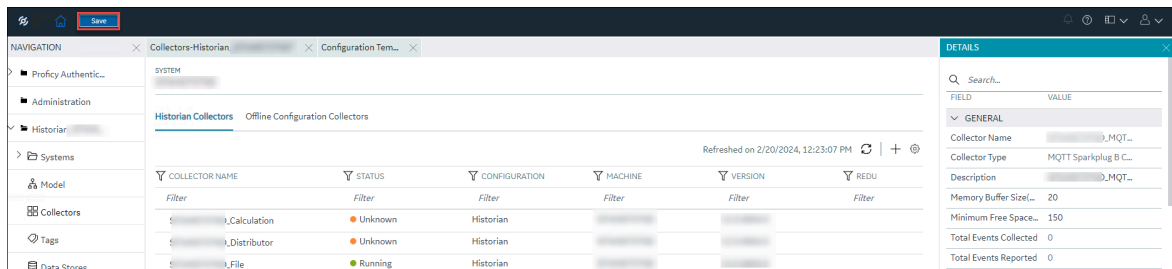 Save
NAVIGATION
Proficy Authentic...
Administration
Historian
Systems
Model
Collectors
Tags
Data Stores
Collectors-Historian
Configuration Tem...
SYSTEM
Historian Collectors Offline Configuration Collectors
Refreshed on 2/20/2024, 12:23:07 PM
COLLECTOR NAME STATUS CONFIGURATION MACHINE VERSION REDU
Filter Filter Filter Filter Filter Filter
_Calculation Unknown Historian
_Distributor Unknown Historian
_File Running Historian
DETAILS
Search...
FIELD VALUE
GENERAL
Collector Name _MQT...
Collector Type MQTT Sparkplug B C...
Description _MQT...
Memory Buffer Size(... 20
Minimum Free Space... 150
Total Events Collected 0
Total Events Reported 0